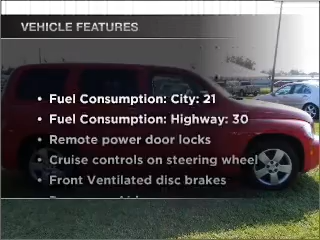 VEHICLE FEATURES
• Fuel Consumption: City: 21
• Fuel Consumption: Highway: 30
• Remote power door locks
• Cruise controls on steering wheel
• Front Ventilated disc brakes